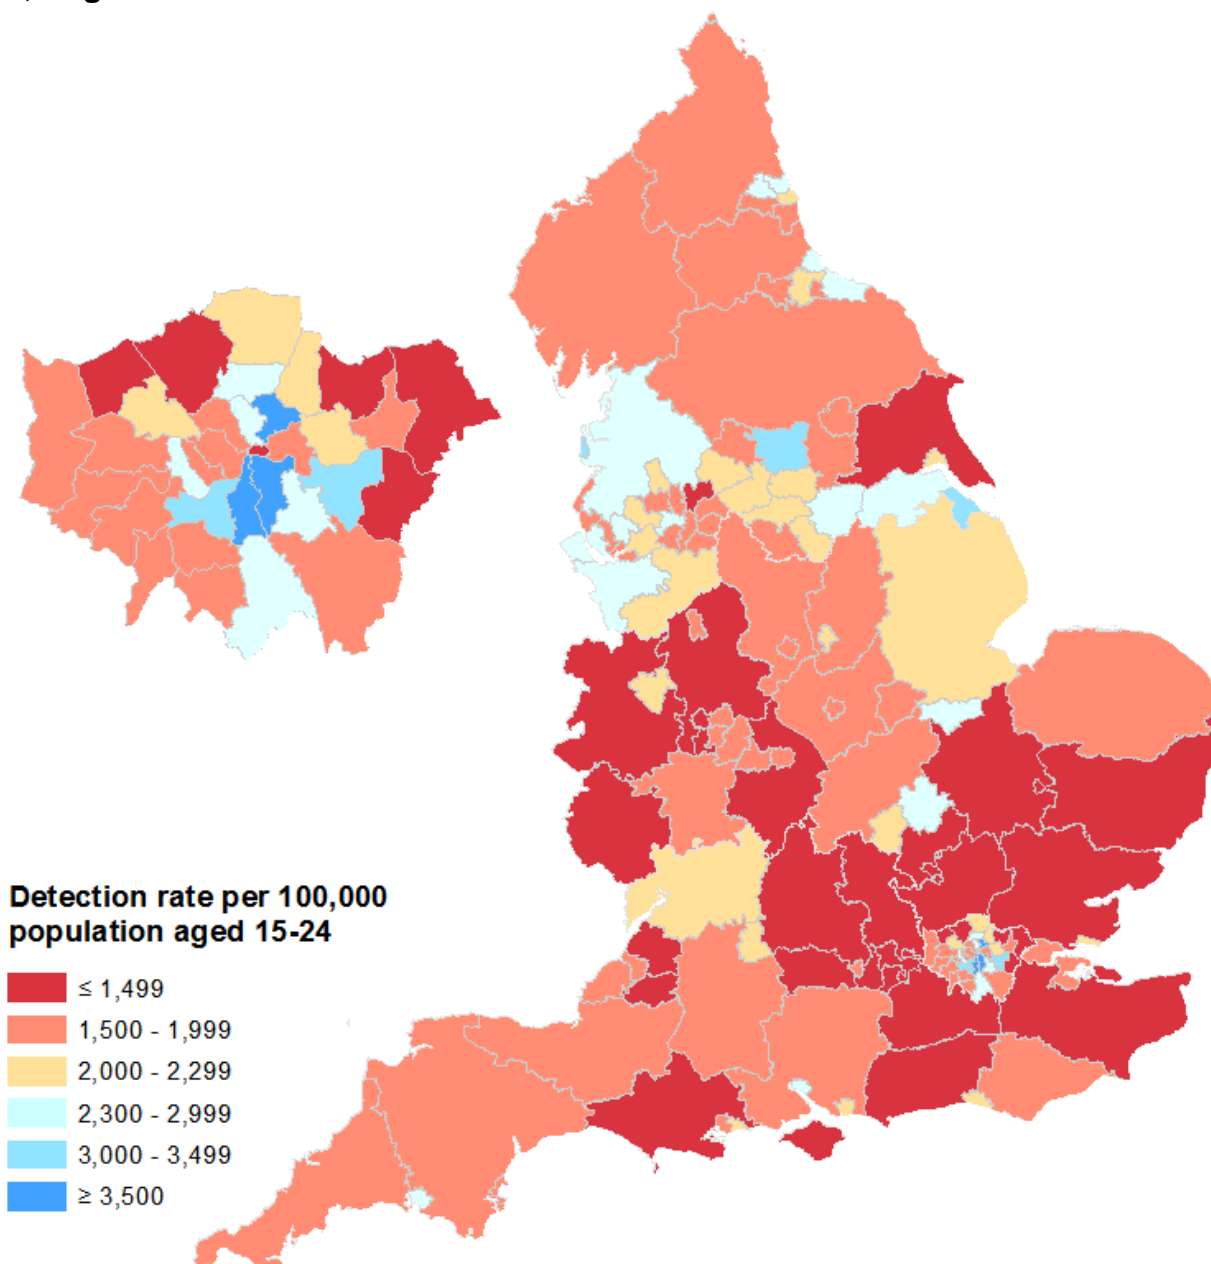 Detection rate per 100,000
population aged 15-24
≤ 1,499
1,500 - 1,999
2,000 - 2,299
2,300 - 2,999
3,000 - 3,499
≥ 3,500